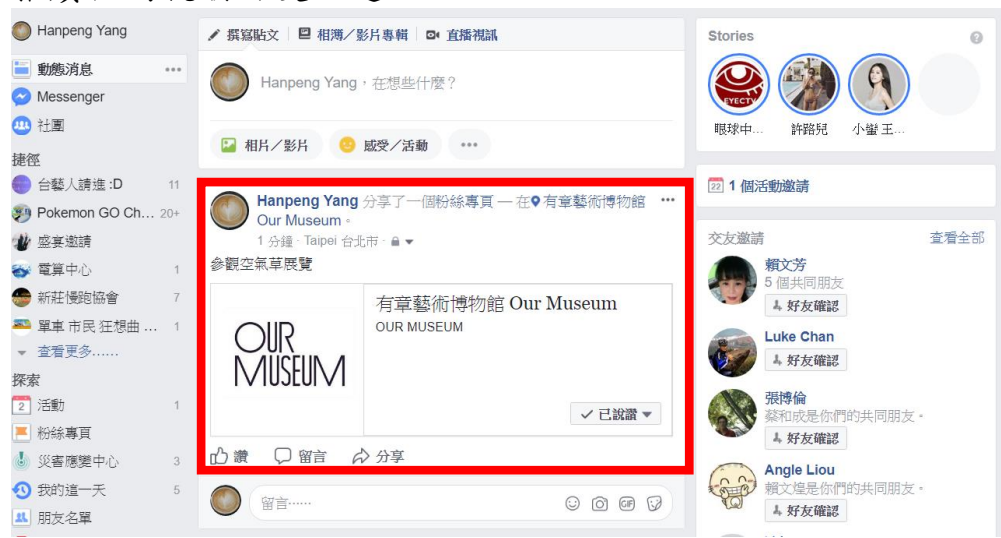 Hanpeng Yang
動態消息
Messenger
社團
捷徑
台藝人請進 :D 11
Pokemon GO Ch... 20+
盛宴邀請
電算中心 1
新莊慢跑協會 7
單車 市民 狂想曲 ... 1
查看更多......
探索
2 活動 1
粉絲專頁
災害應變中心 3
我的這一天 5
朋友名單
撰寫貼文 相簿／影片專輯 直播視訊
Hanpeng Yang，在想些什麼？
相片／影片 感受／活動
Hanpeng Yang 分享了一個粉絲專頁 — 在 有章藝術博物館
Our Museum。
1 分鐘 · Taipei 台北市 ·
參觀空氣草展覽
OUR
MUSEUM
有章藝術博物館 Our Museum
OUR MUSEUM
已說讚
讚 留言 分享
留言......
GIF
Stories
EYECTV
眼球中... 許路兒 小蠻 王...
22 1 個活動邀請
交友邀請 查看全部
賴文芳
5 個共同朋友
好友確認
Luke Chan
好友確認
張博倫
蔡和成是你們的共同朋友。
好友確認
Angle Liou
賴文煌是你們的共同朋友。
好友確認